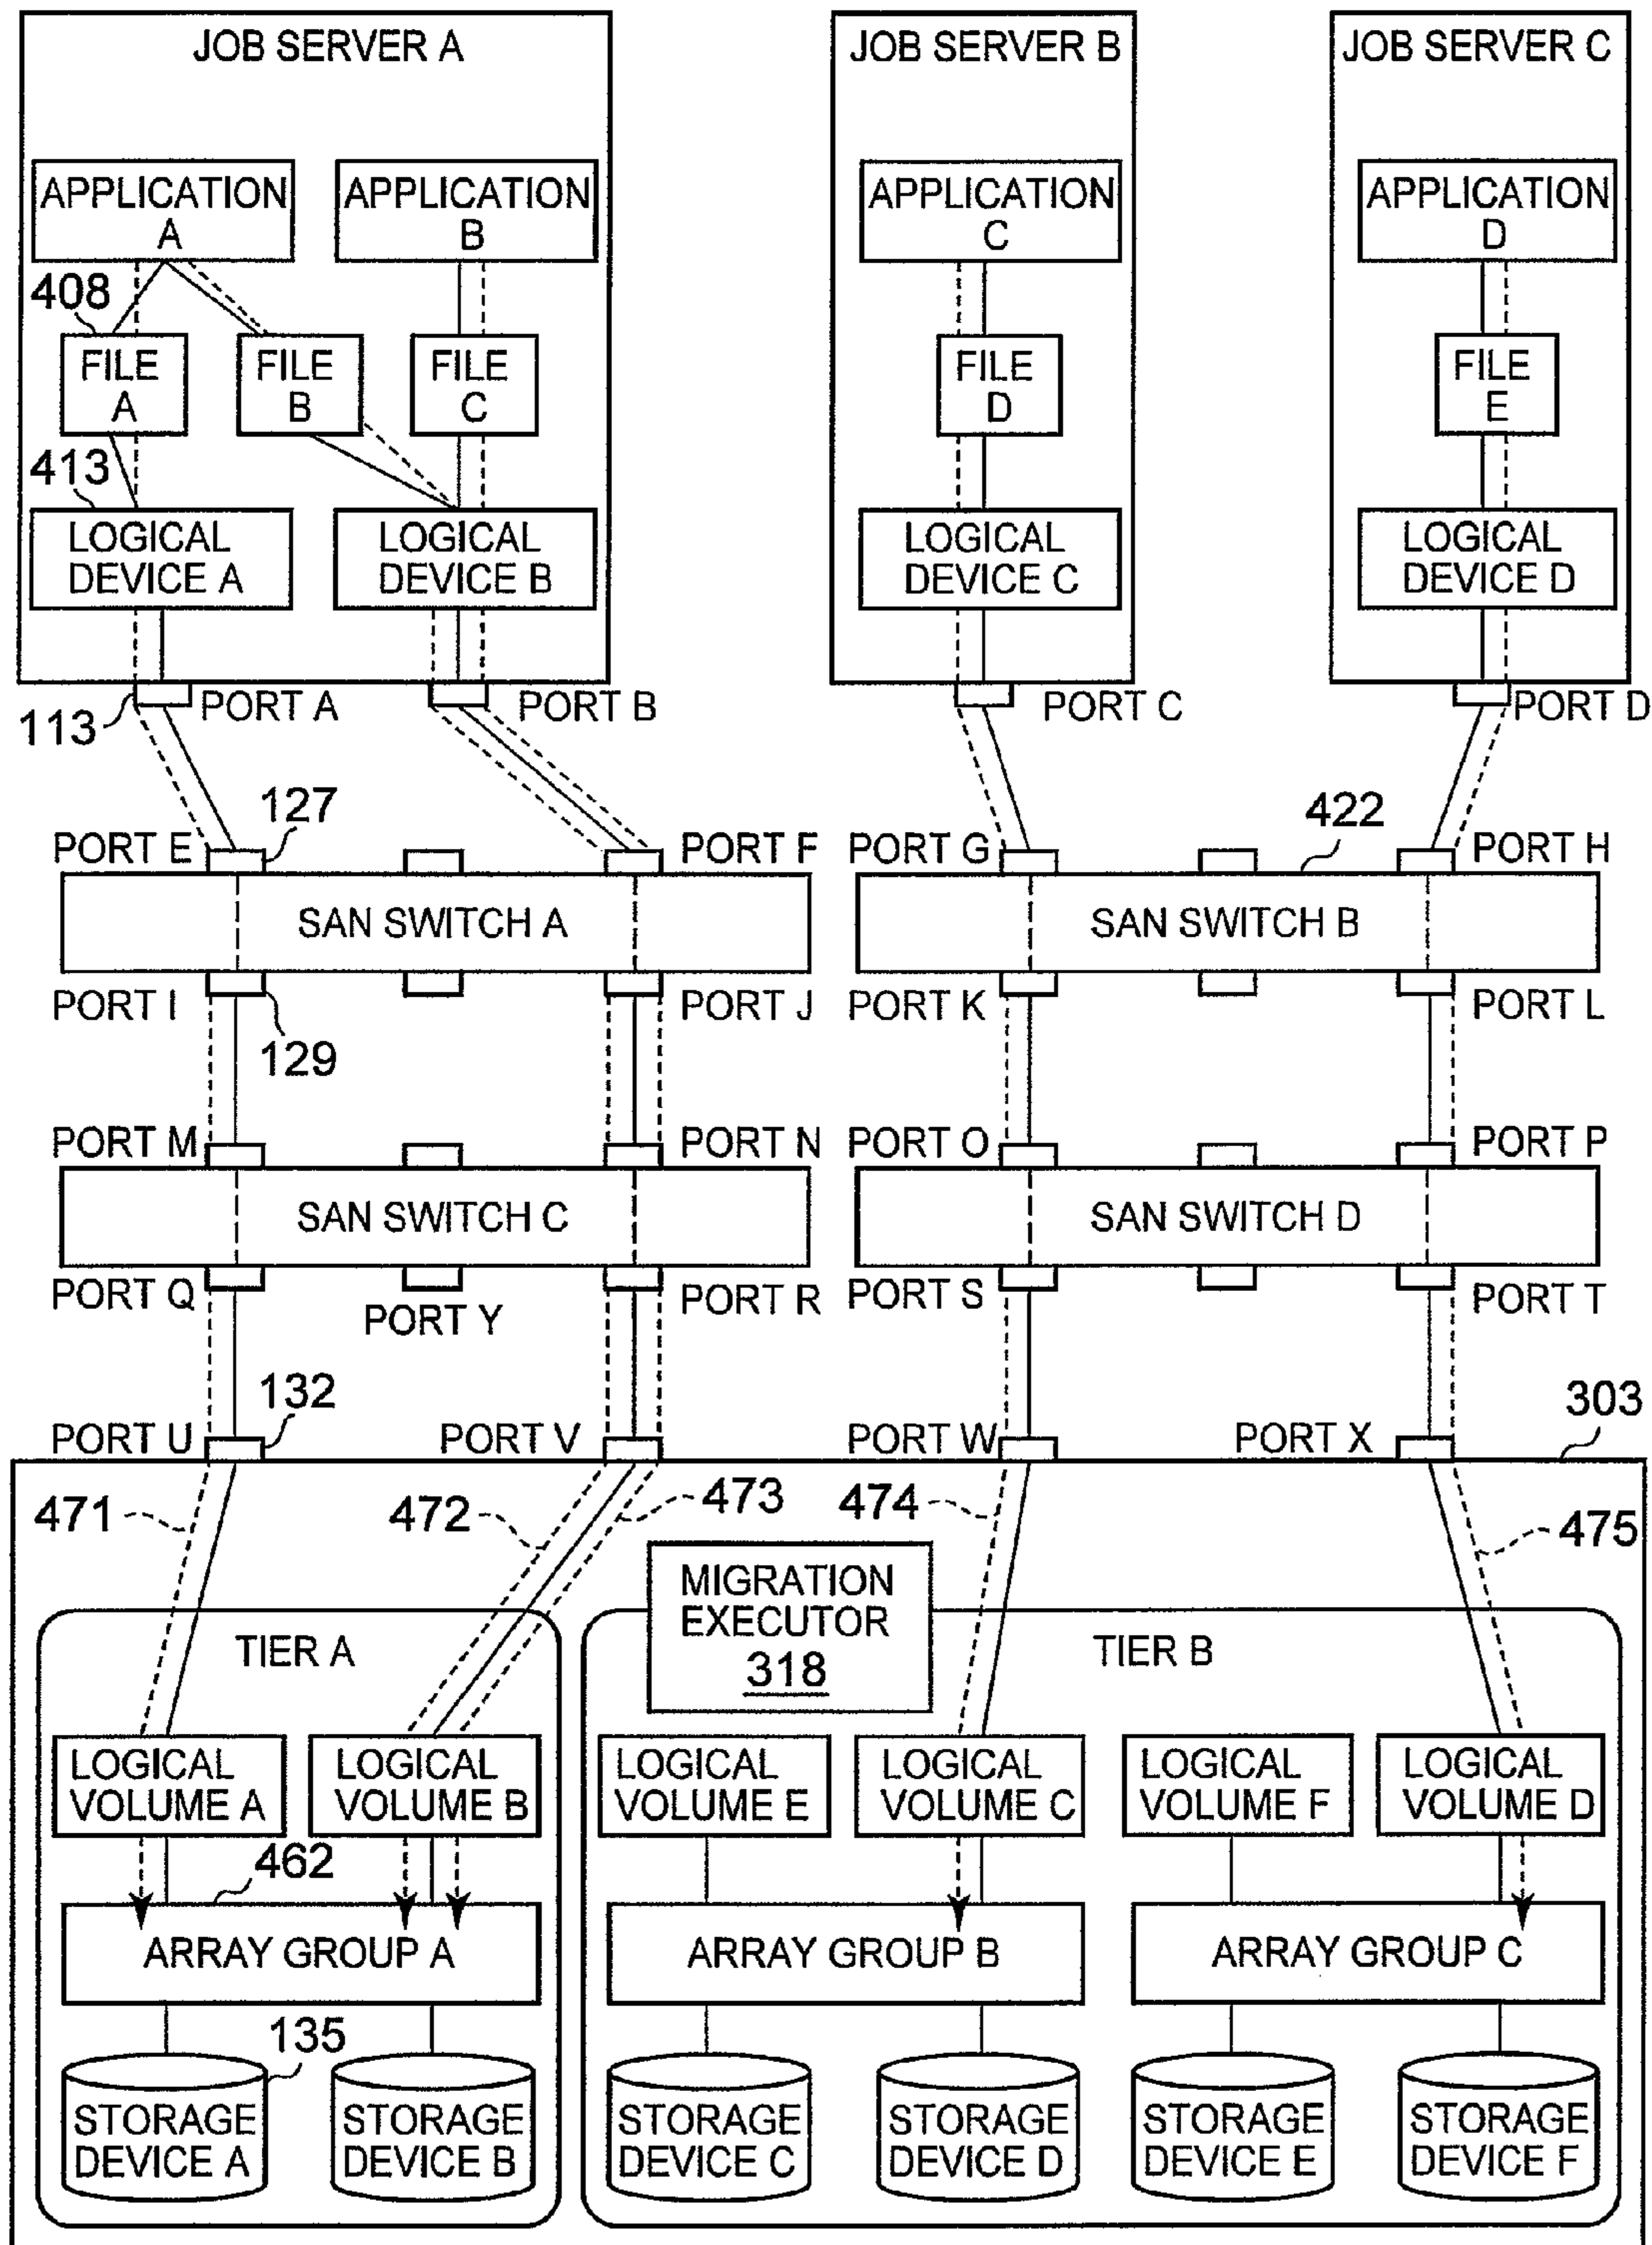 JOB SERVER A
JOB SERVER B
JOB SERVER C
APPLICATION
A
APPLICATION
B
APPLICATION
C
APPLICATION
D
408
FILE
A
FILE
B
FILE
C
FILE
D
FILE
E
413
LOGICAL
DEVICE A
LOGICAL
DEVICE B
LOGICAL
DEVICE C
LOGICAL
DEVICE D
113
PORT A
PORT B
PORT C
PORT D
127
422
PORT E
PORT F
PORT G
PORT H
SAN SWITCH A
SAN SWITCH B
PORT I
129
PORT J
PORT K
PORT L
PORT M
PORT N
PORT O
PORT P
SAN SWITCH C
SAN SWITCH D
PORT Q
PORT Y
PORT R
PORT S
PORT T
132
303
PORT U
PORT V
PORT W
PORT X
471
472
473
474
475
MIGRATION
EXECUTOR
318
TIER A
TIER B
LOGICAL
VOLUME A
LOGICAL
VOLUME B
LOGICAL
VOLUME E
LOGICAL
VOLUME C
LOGICAL
VOLUME F
LOGICAL
VOLUME D
462
ARRAY GROUP A
ARRAY GROUP B
ARRAY GROUP C
135
STORAGE
DEVICE A
STORAGE
DEVICE B
STORAGE
DEVICE C
STORAGE
DEVICE D
STORAGE
DEVICE E
STORAGE
DEVICE F